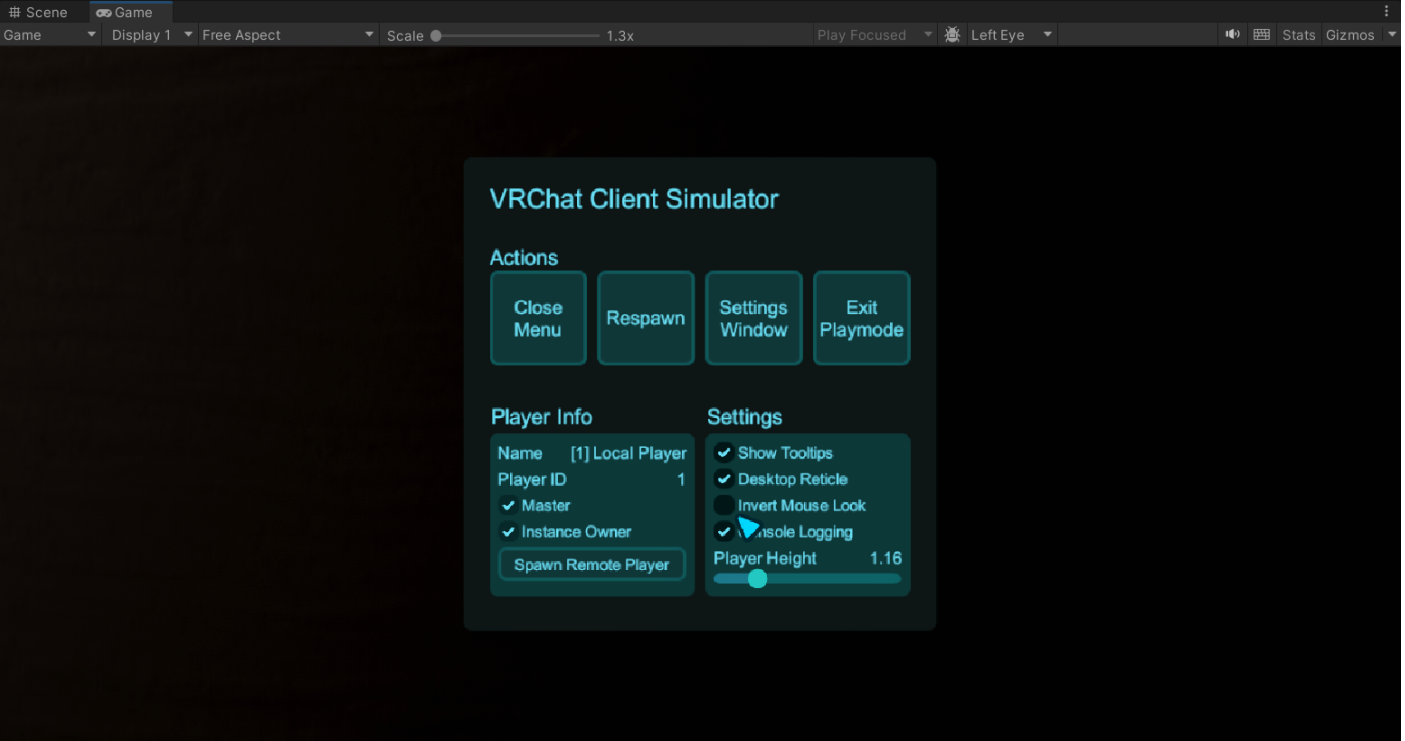 Scene Game
Game Display 1 Free Aspect Scale 1.3x Play Focused Left Eye Stats Gizmos
VRChat Client Simulator
Actions
Close
Menu
Respawn
Settings
Window
Exit
Playmode
Player Info
Name [1] Local Player
Player ID 1
Master
Instance Owner
Spawn Remote Player
Settings
Show Tooltips
Desktop Reticle
Invert Mouse Look
Console Logging
Player Height 1.16